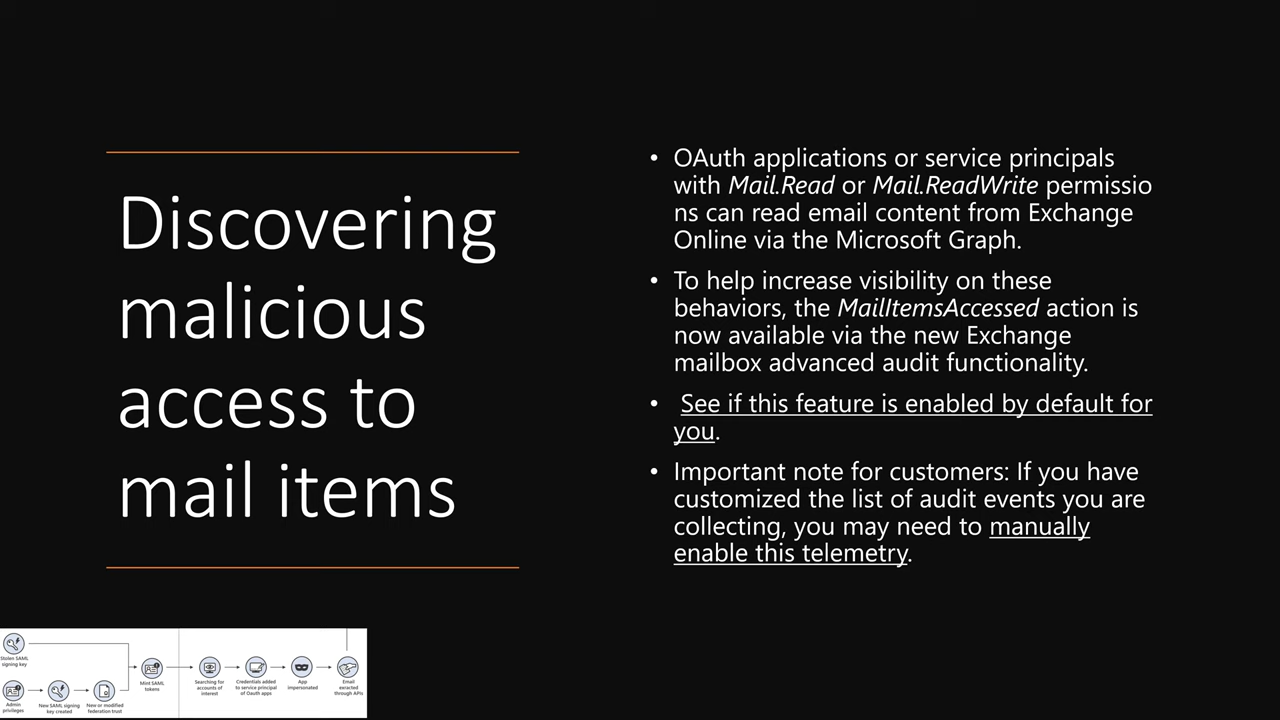 Discovering
malicious
access to
mail items
• OAuth applications or service principals
with Mail.Read or Mail.ReadWrite permissio
ns can read email content from Exchange
Online via the Microsoft Graph.
• To help increase visibility on these
behaviors, the MailItemsAccessed action is
now available via the new Exchange
mailbox advanced audit functionality.
• See if this feature is enabled by default for
you.
• Important note for customers: If you have
customized the list of audit events you are
collecting, you may need to manually
enable this telemetry.
Stolen SAML
signing key
Admin
privileges
New SAML signing
key created
New or modified
federation trust
Mint SAML
tokens
Searching for
accounts of
interest
Credentials added
to service principal
of Oauth apps
App
impersonated
Email
exracted
through APIs